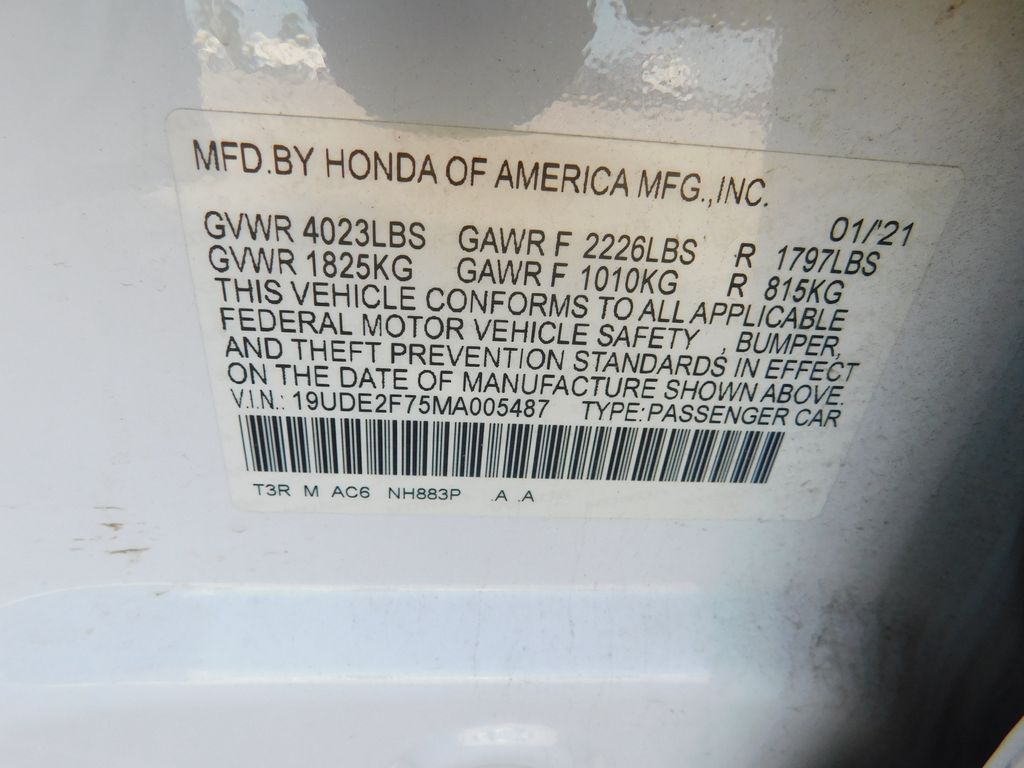 MFD.BY HONDA OF AMERICA MFG.,INC.
01/'21
GVWR 4023LBS GAWR F 2226LBS R 1797LBS
GVWR 1825KG GAWR F 1010KG R 815KG
THIS VEHICLE CONFORMS TO ALL APPLICABLE
FEDERAL MOTOR VEHICLE SAFETY , BUMPER,
AND THEFT PREVENTION STANDARDS IN EFFECT
ON THE DATE OF MANUFACTURE SHOWN ABOVE.
V.I.N.: 19UDE2F75MA005487 TYPE:PASSENGER CAR
T3R M AC6 NH883P .A .A